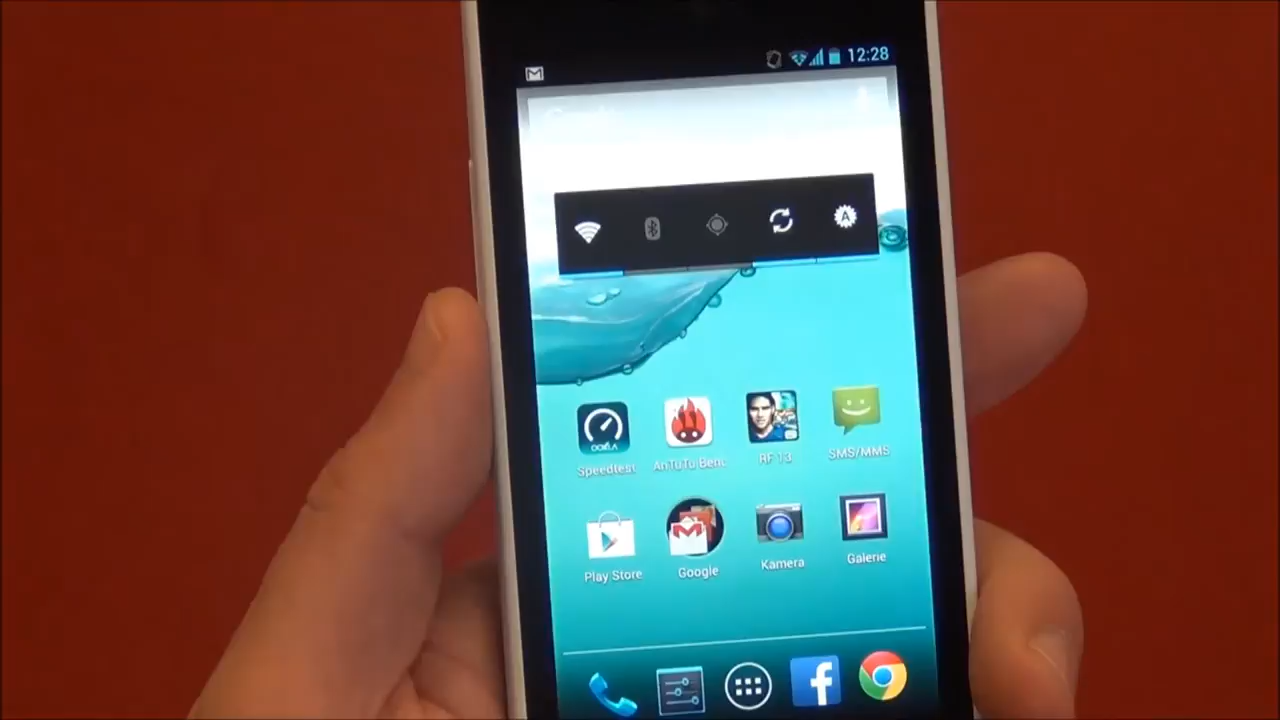 12:28
Speedtest
AnTuTu Benc
RF 13
SMS/MMS
Play Store
Google
Kamera
Galerie